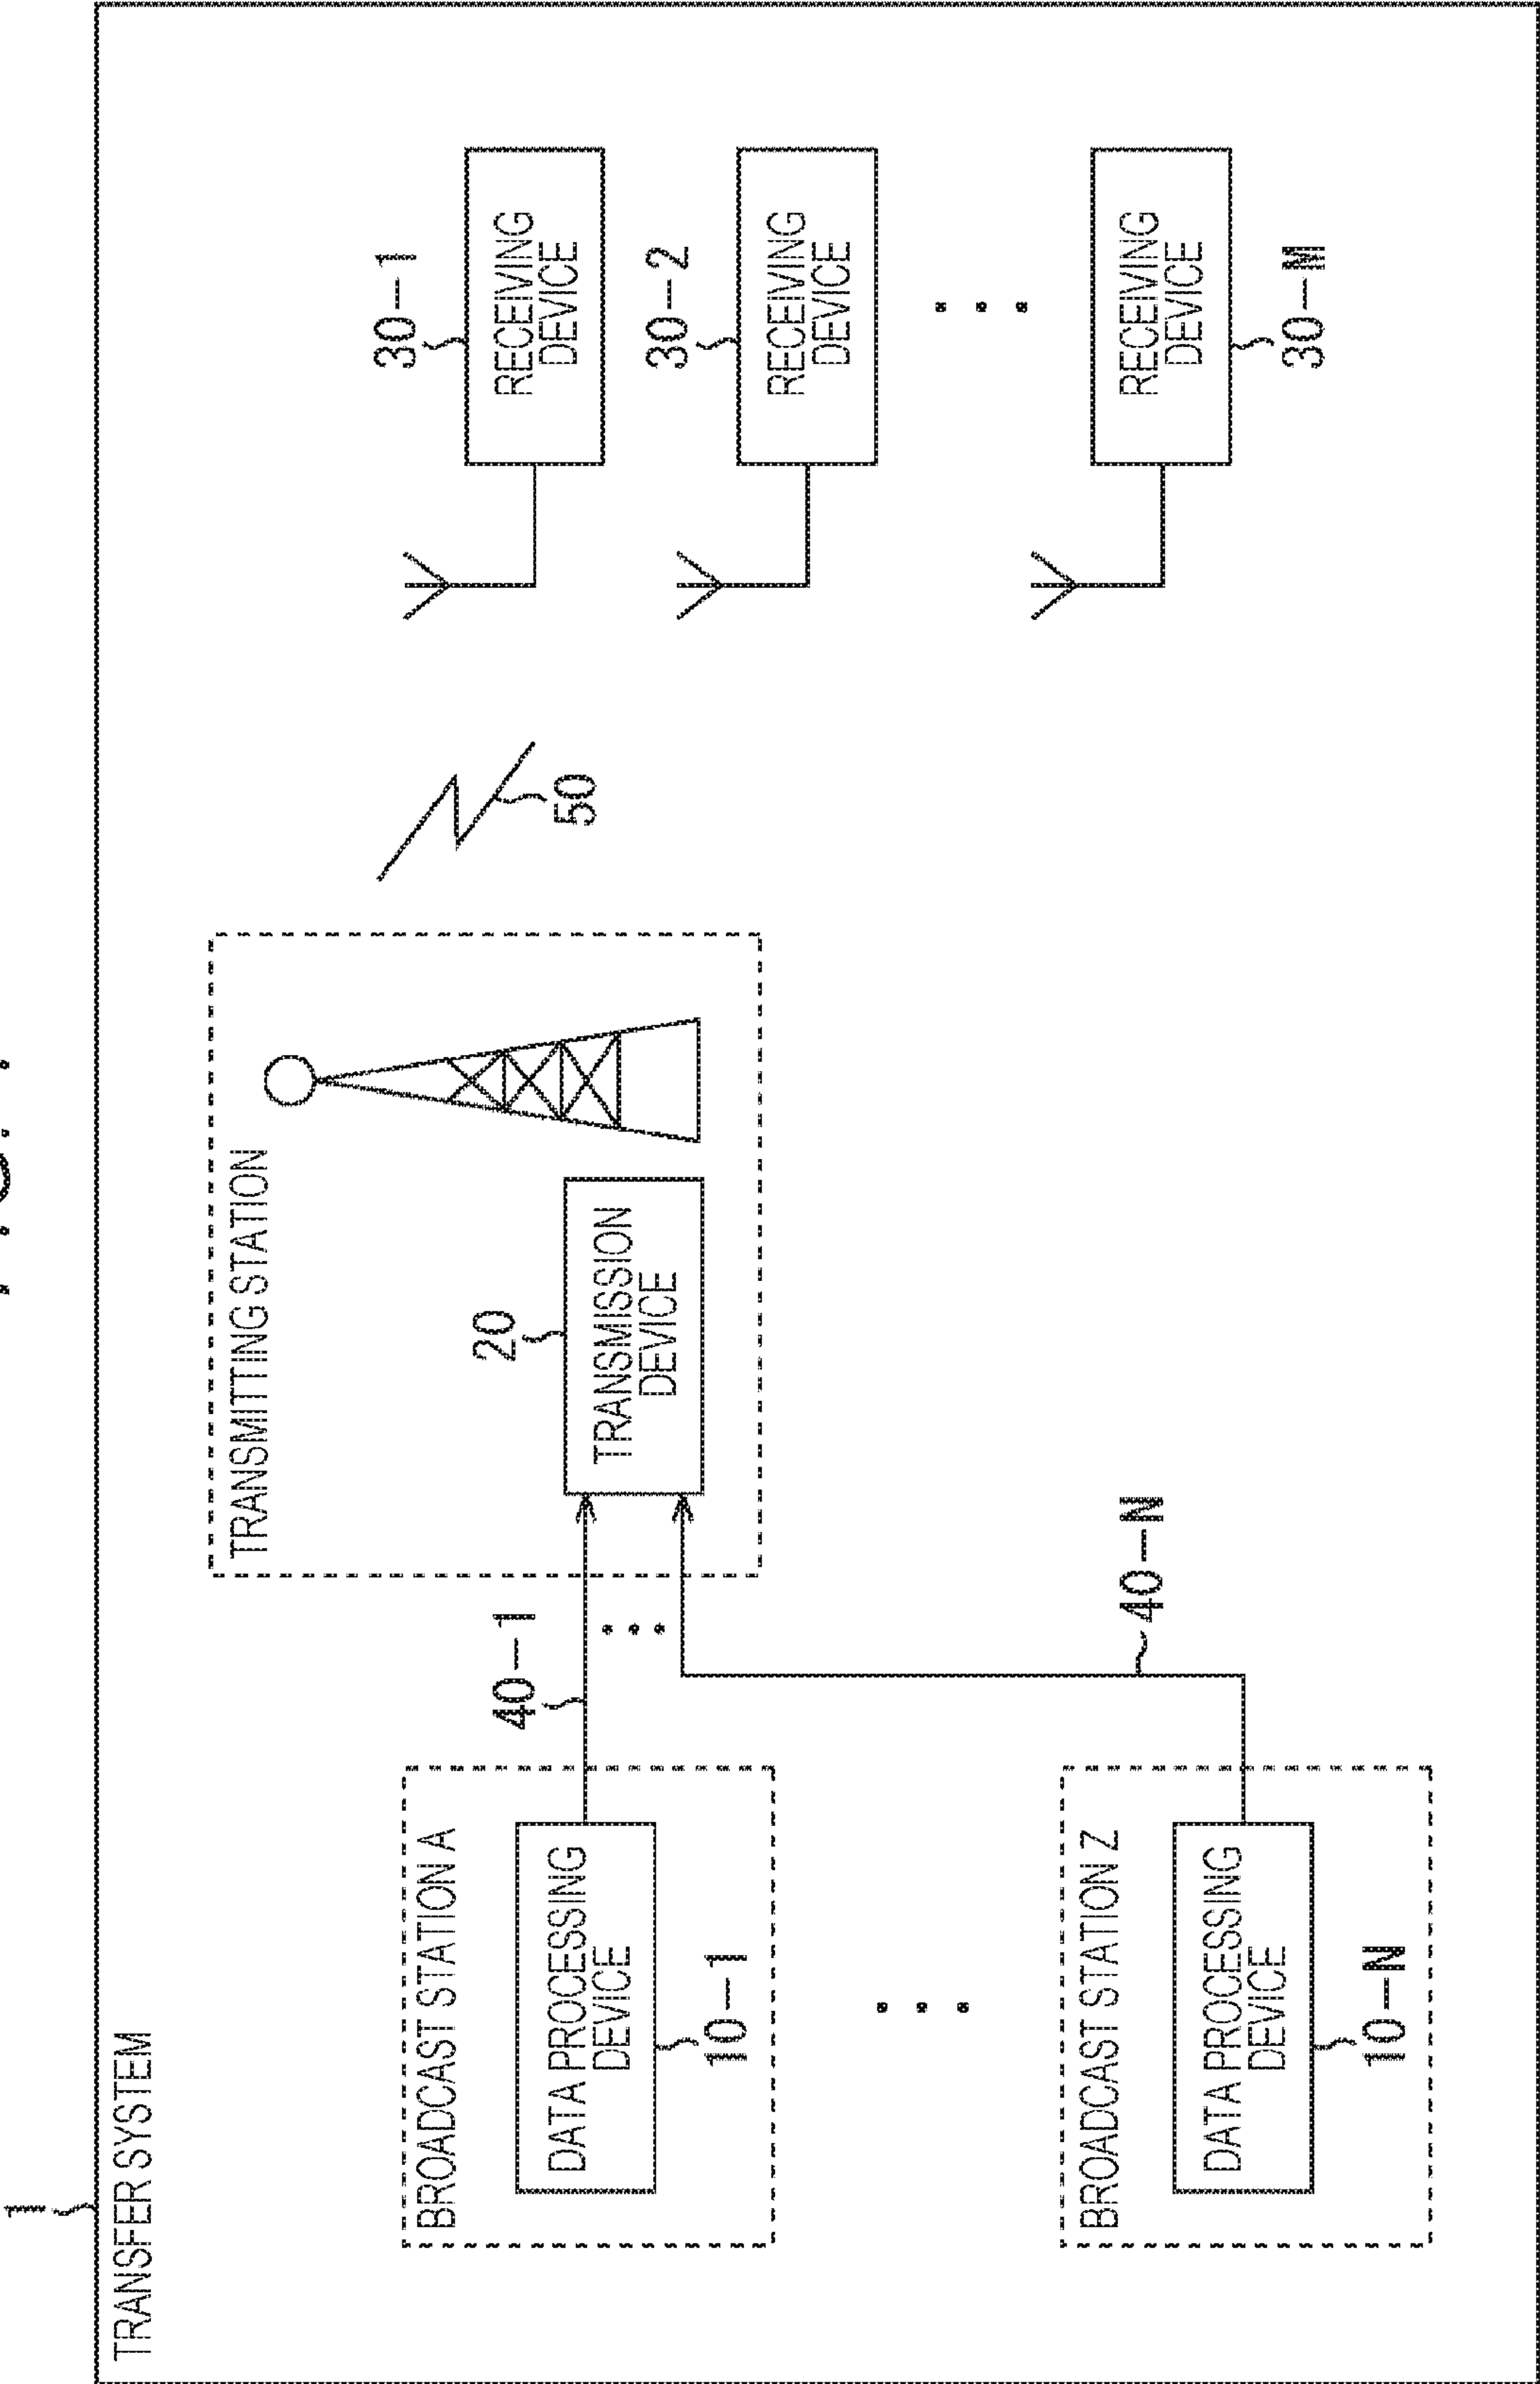 1
TRANSFER SYSTEM
BROADCAST STATION A
DATA PROCESSING
DEVICE
10-1
40-1
TRANSMITTING STATION
20
TRANSMISSION
DEVICE
50
30-1
RECEIVING
DEVICE
30-2
RECEIVING
DEVICE
RECEIVING
DEVICE
30-M
BROADCAST STATION Z
DATA PROCESSING
DEVICE
10-N
40-N